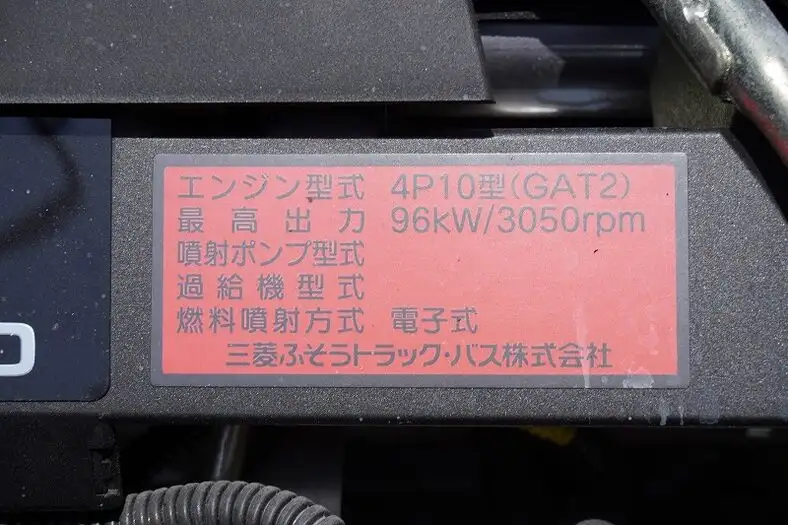 エンジン型式 4P10型(GAT2)
最高出力 96kW/3050rpm
噴射ポンプ型式
過給機型式
燃料噴射方式 電子式
三菱ふそうトラック・バス株式会社